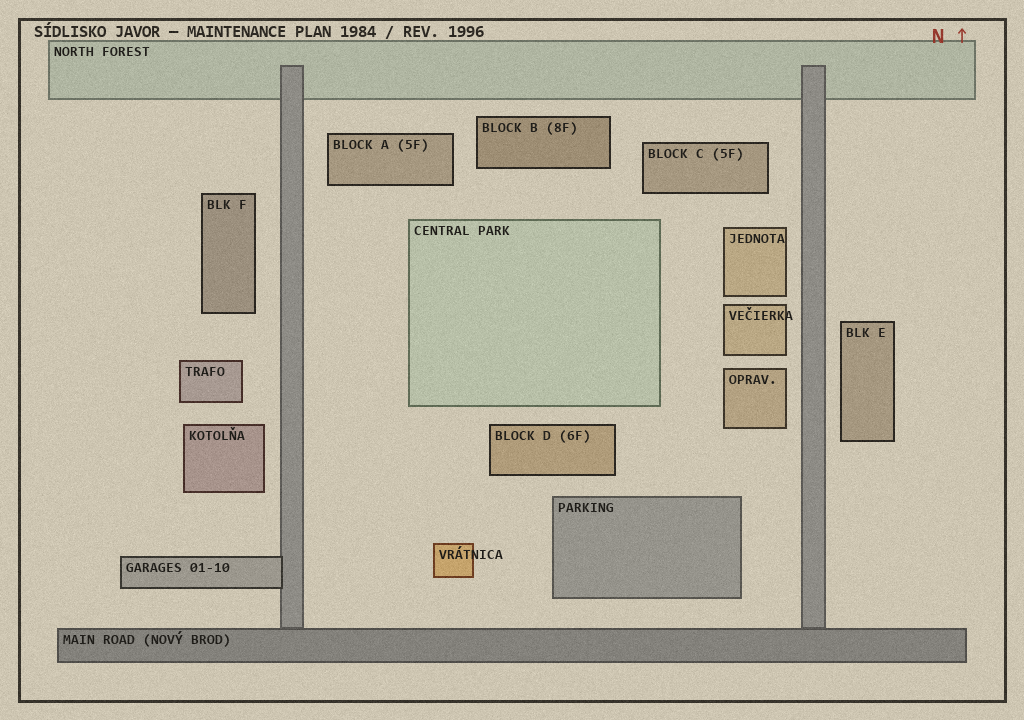 SÍDLISKO JAVOR — MAINTENANCE PLAN 1984 / REV. 1996
N ↑
NORTH FOREST
BLOCK A (5F)
BLOCK B (8F)
BLOCK C (5F)
BLK F
CENTRAL PARK
JEDNOTA
VEČIERKA
BLK E
TRAFO
OPRAV.
KOTOLŇA
BLOCK D (6F)
PARKING
VRÁTNICA
GARAGES 01-10
MAIN ROAD (NOVÝ BROD)